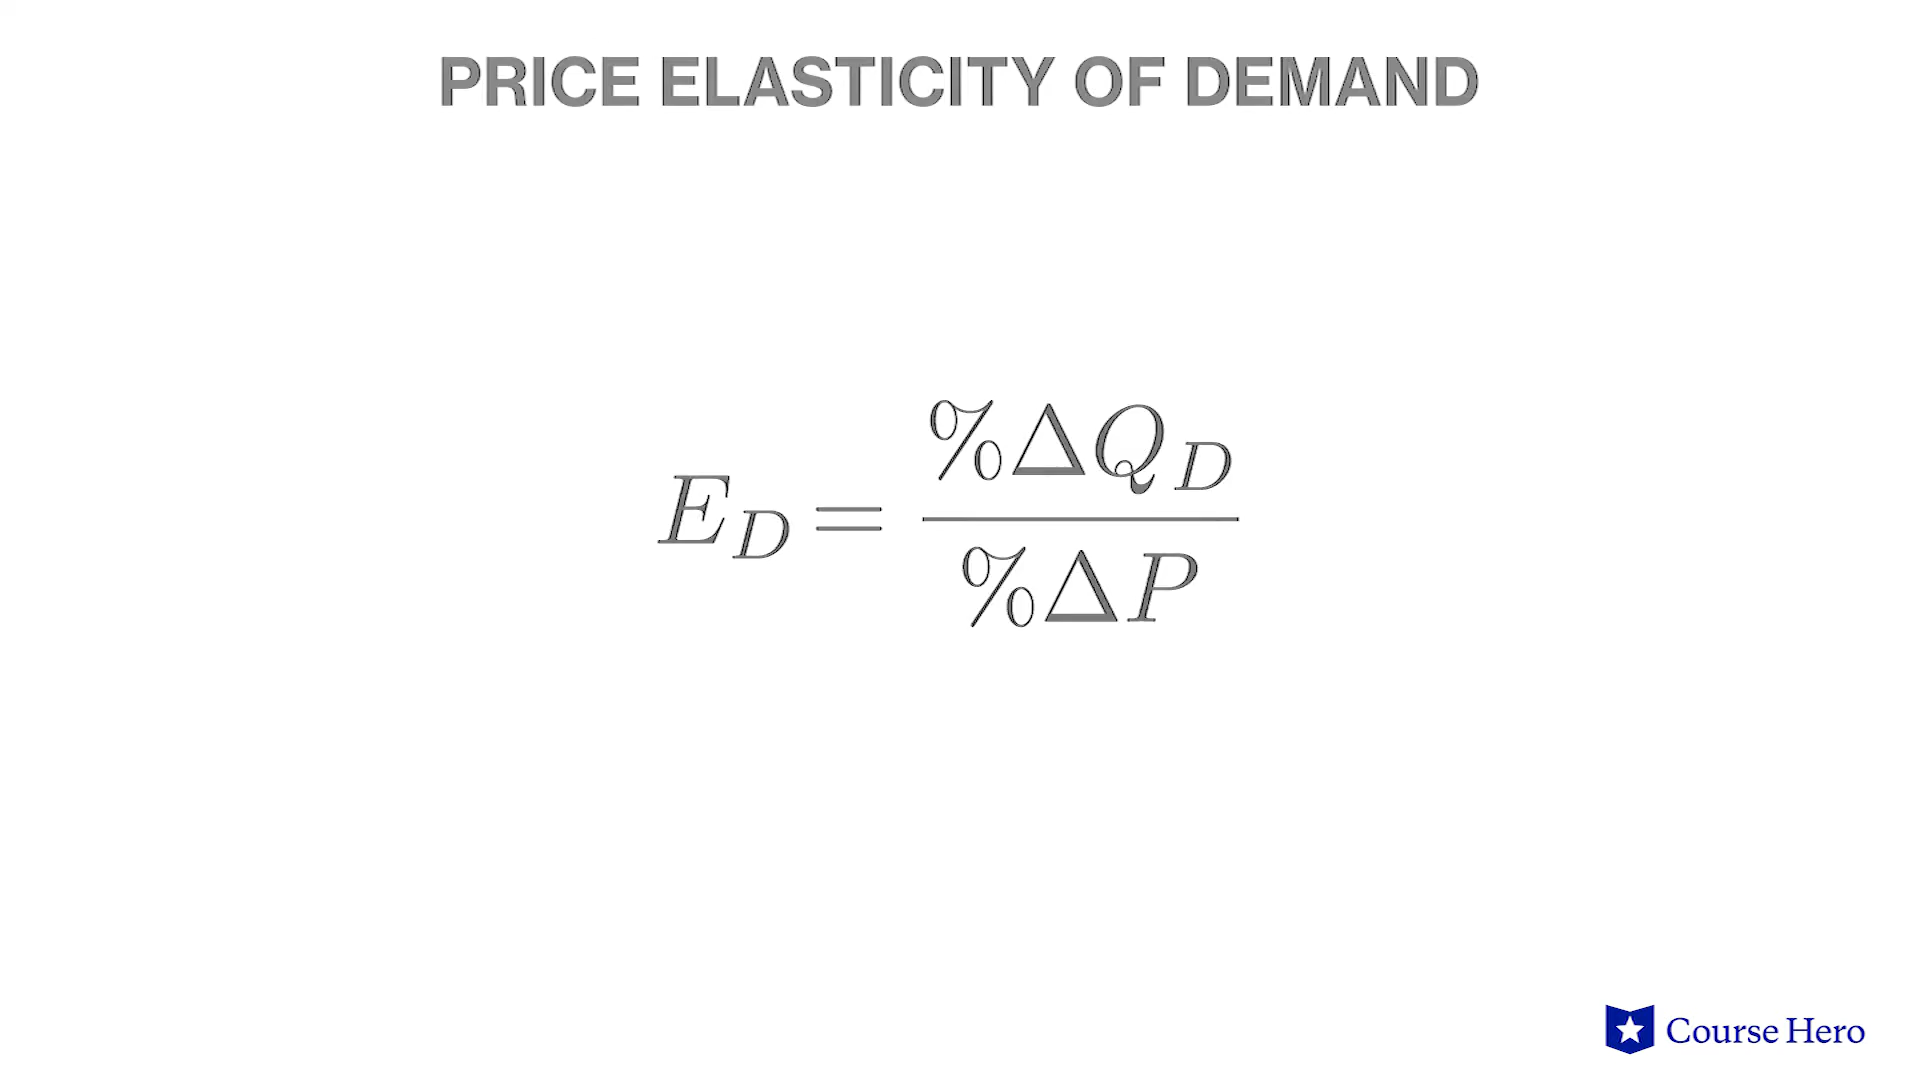 PRICE ELASTICITY OF DEMAND
E_D = %ΔQ_D / %ΔP
Course Hero